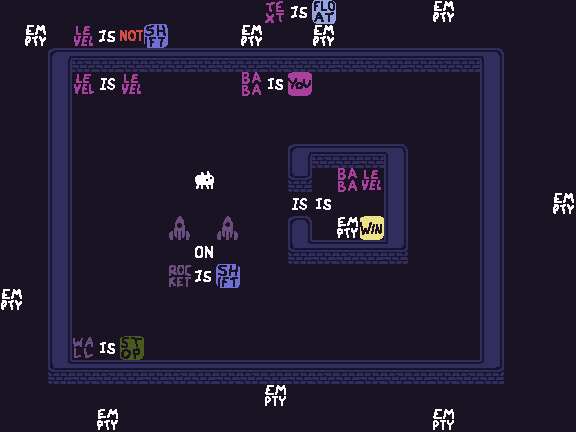 TEXT IS FLOAT
EMPTY
EMPTY
LEVEL IS NOT SHIFT
EMPTY
EMPTY
LEVEL IS LEVEL
BABA IS YOU
BABA LEVEL
IS IS
EMPTY WIN
EMPTY
ON
ROCKET IS SHIFT
EMPTY
WALL IS STOP
EMPTY
EMPTY
EMPTY